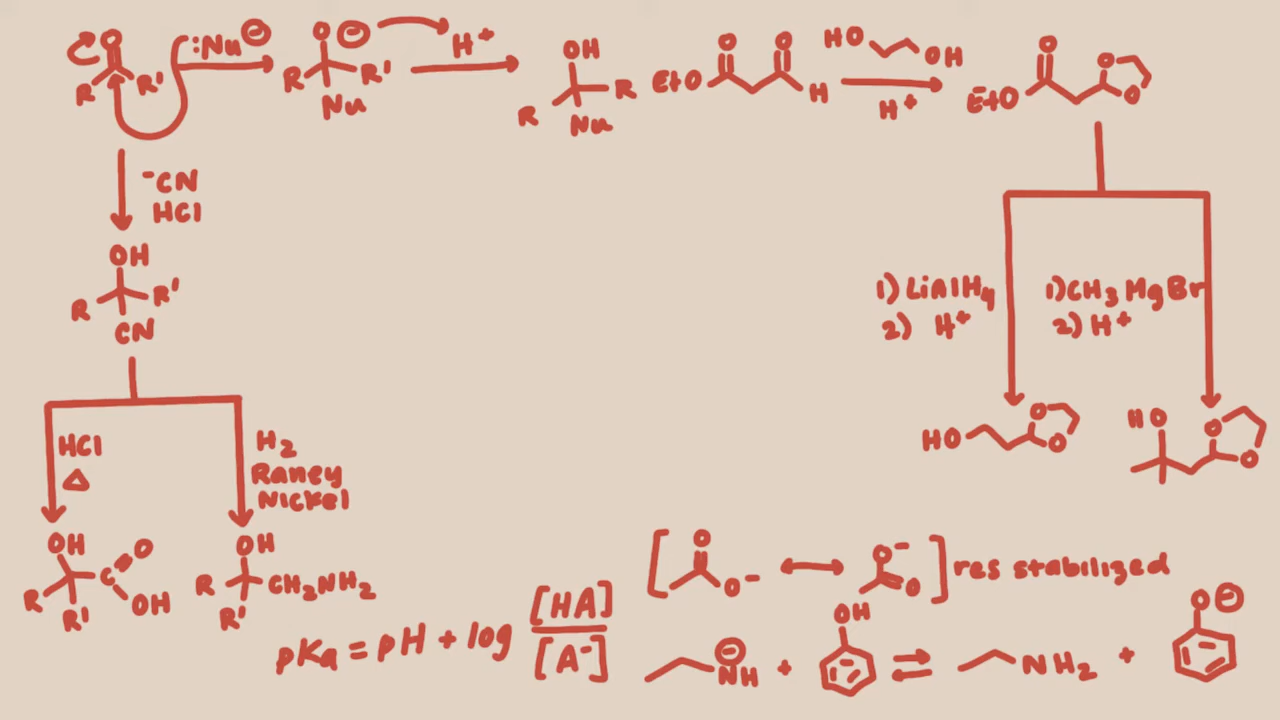 O :Nu⊖ O⊖ H+ OH O O HO OH O O
R R' R R' R R EtO H H+ EtO O
Nu Nu
-CN
HCl
OH
R R'
CN
1) LiAlH4
2) H+
1) CH3MgBr
2) H+
HCl
Δ
H2
Raney
Nickel
HO O O
HO O O
OH O
R C
R' OH
OH
R CH2NH2
R'
pKa = pH + log [HA]
[A-]
[ O O- ↔ O- O ] res stabilized
⊖NH + OH ⇌ NH2 + O⊖